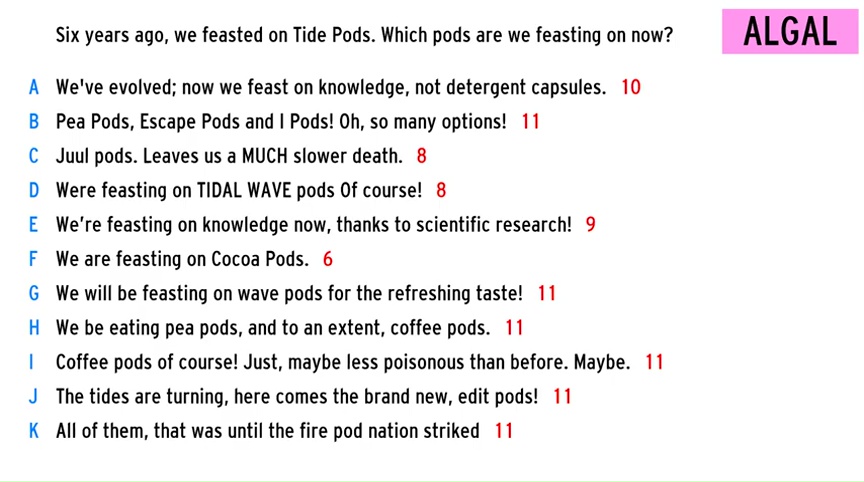 Six years ago, we feasted on Tide Pods. Which pods are we feasting on now?
ALGAL
A We've evolved; now we feast on knowledge, not detergent capsules. 10
B Pea Pods, Escape Pods and I Pods! Oh, so many options! 11
C Juul pods. Leaves us a MUCH slower death. 8
D Were feasting on TIDAL WAVE pods Of course! 8
E We're feasting on knowledge now, thanks to scientific research! 9
F We are feasting on Cocoa Pods. 6
G We will be feasting on wave pods for the refreshing taste! 11
H We be eating pea pods, and to an extent, coffee pods. 11
I Coffee pods of course! Just, maybe less poisonous than before. Maybe. 11
J The tides are turning, here comes the brand new, edit pods! 11
K All of them, that was until the fire pod nation striked 11